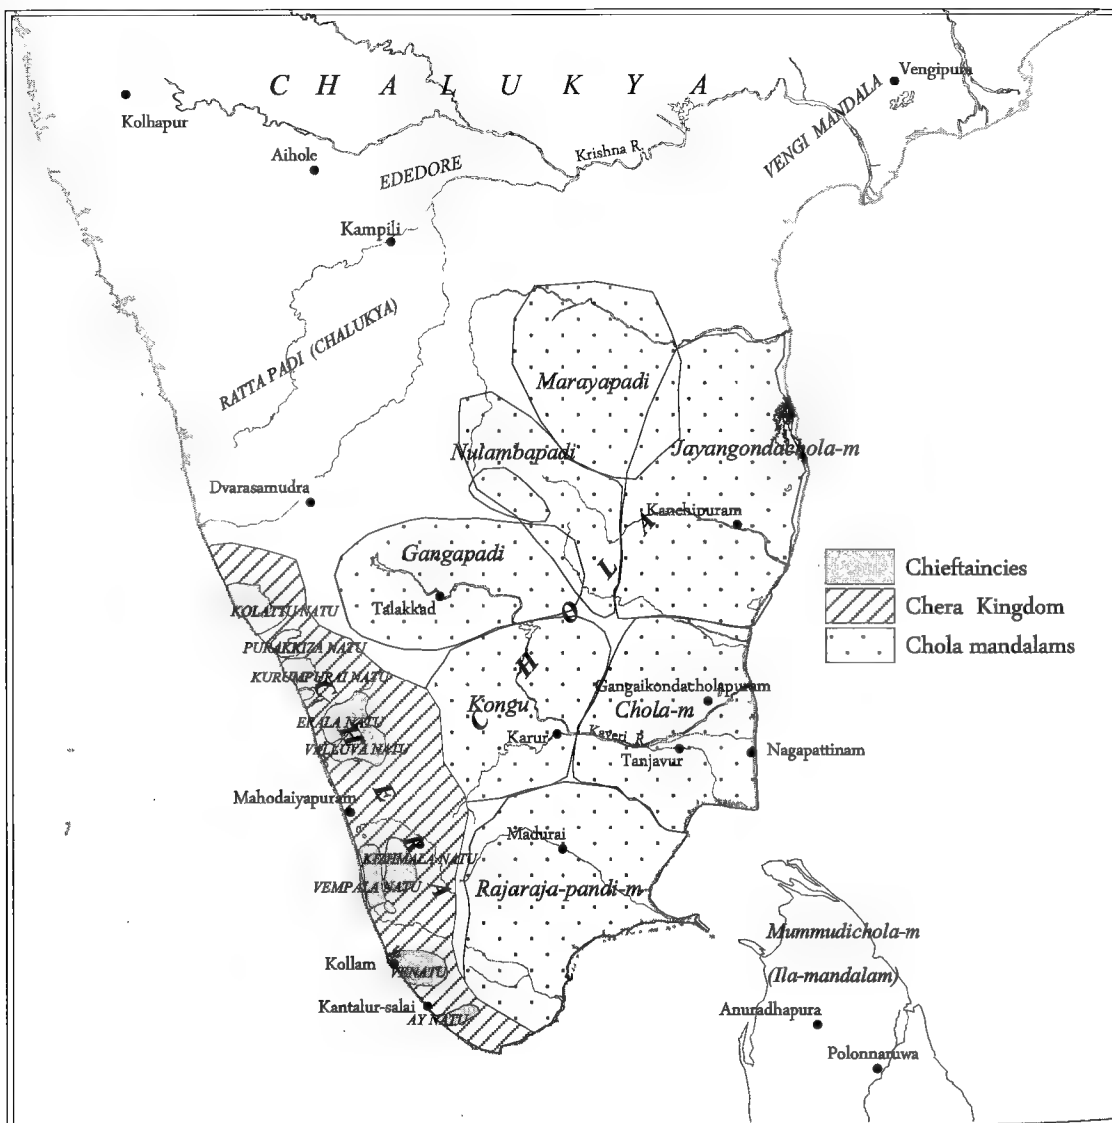 CHALUKYA
Vengipura
Kolhapur
VENGI MANDALA
Krishna R.
Aihole
EDEDORE
Kampili
RATTA PADI (CHALUKYA)
Marayapadi
Nulambapadi
Jayangondachola-m
Dvarasamudra
Kanchipuram
Gangapadi
Talakkad
CHOLA
Chieftaincies
Chera Kingdom
Chola mandalams
KOLATTU NATU
PURAKKIZA NATU
KURUMPURAI NATU
ERALA NATU
VALLUVA NATU
CHERA
Gangaikondacholapuram
Kongu
Chola-m
Karur
Kaveri R.
Tanjavur
Nagapattinam
Mahodaiyapuram
Madurai
KIZHMALA NATU
VEMPALA NATU
Rajaraja-pandi-m
Mummudichola-m
(Ila-mandalam)
Kollam
VENATU
Kantalur-salai
AY NATU
Anuradhapura
Polonnaruwa